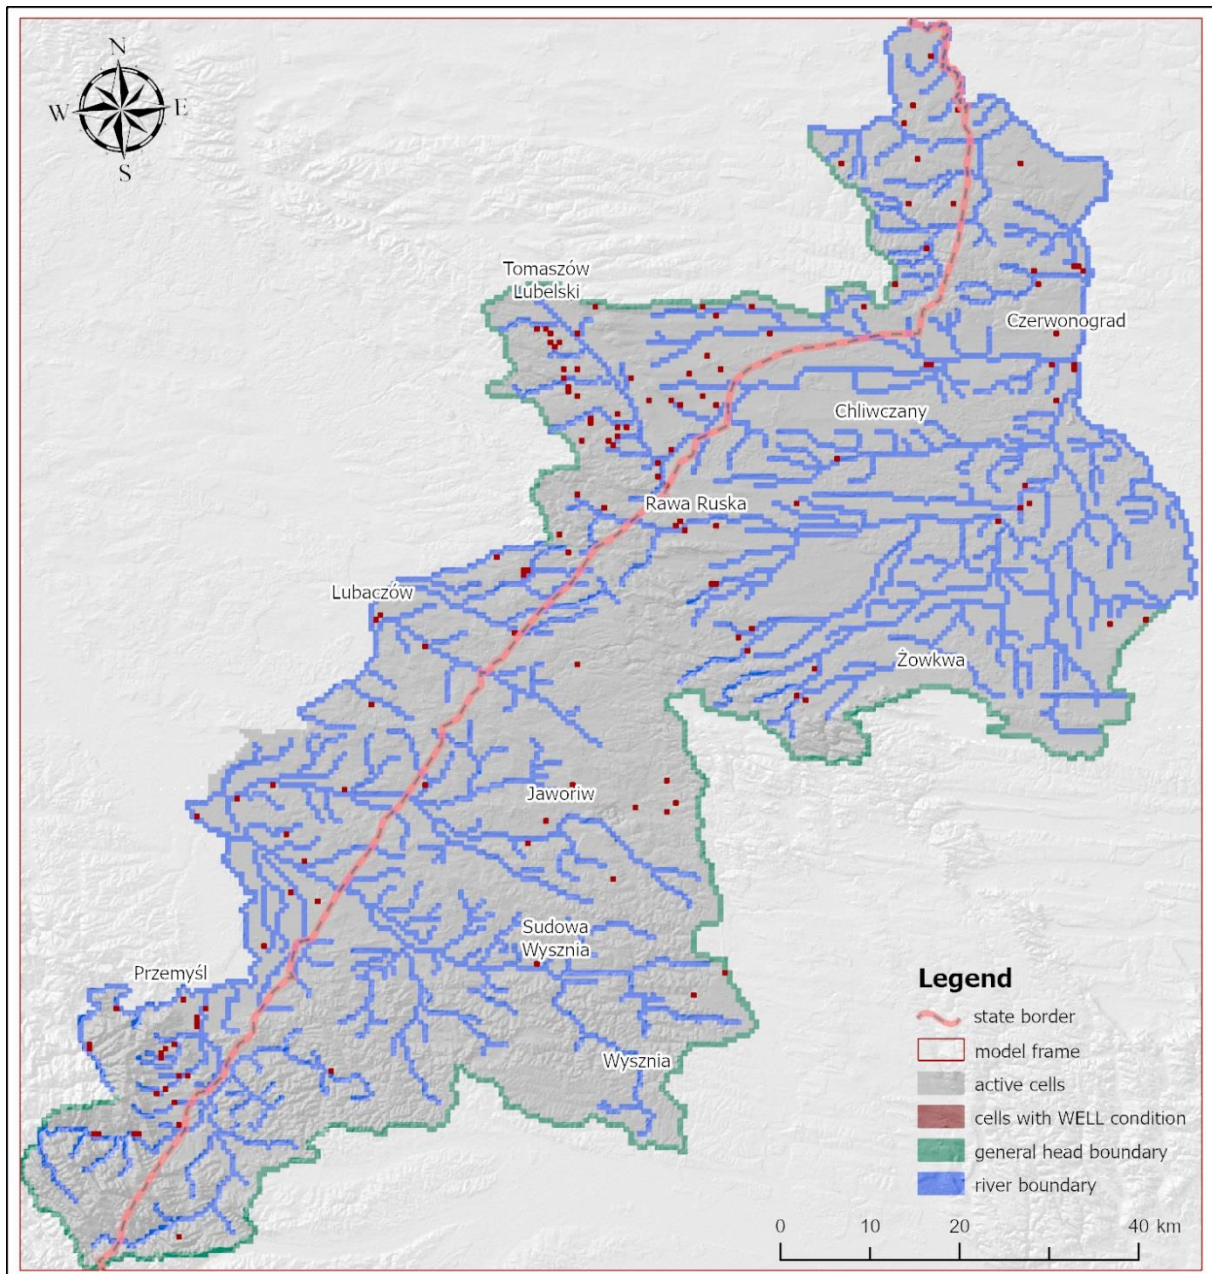 N
W
E
S
Tomaszów
Lubelski
Czerwonograd
Chliwczany
Rawa Ruska
Lubaczów
Żowkwa
Jaworiw
Sudowa
Wysznia
Przemyśl
Wysznia
Legend
state border
model frame
active cells
cells with WELL condition
general head boundary
river boundary
0 10 20 40 km